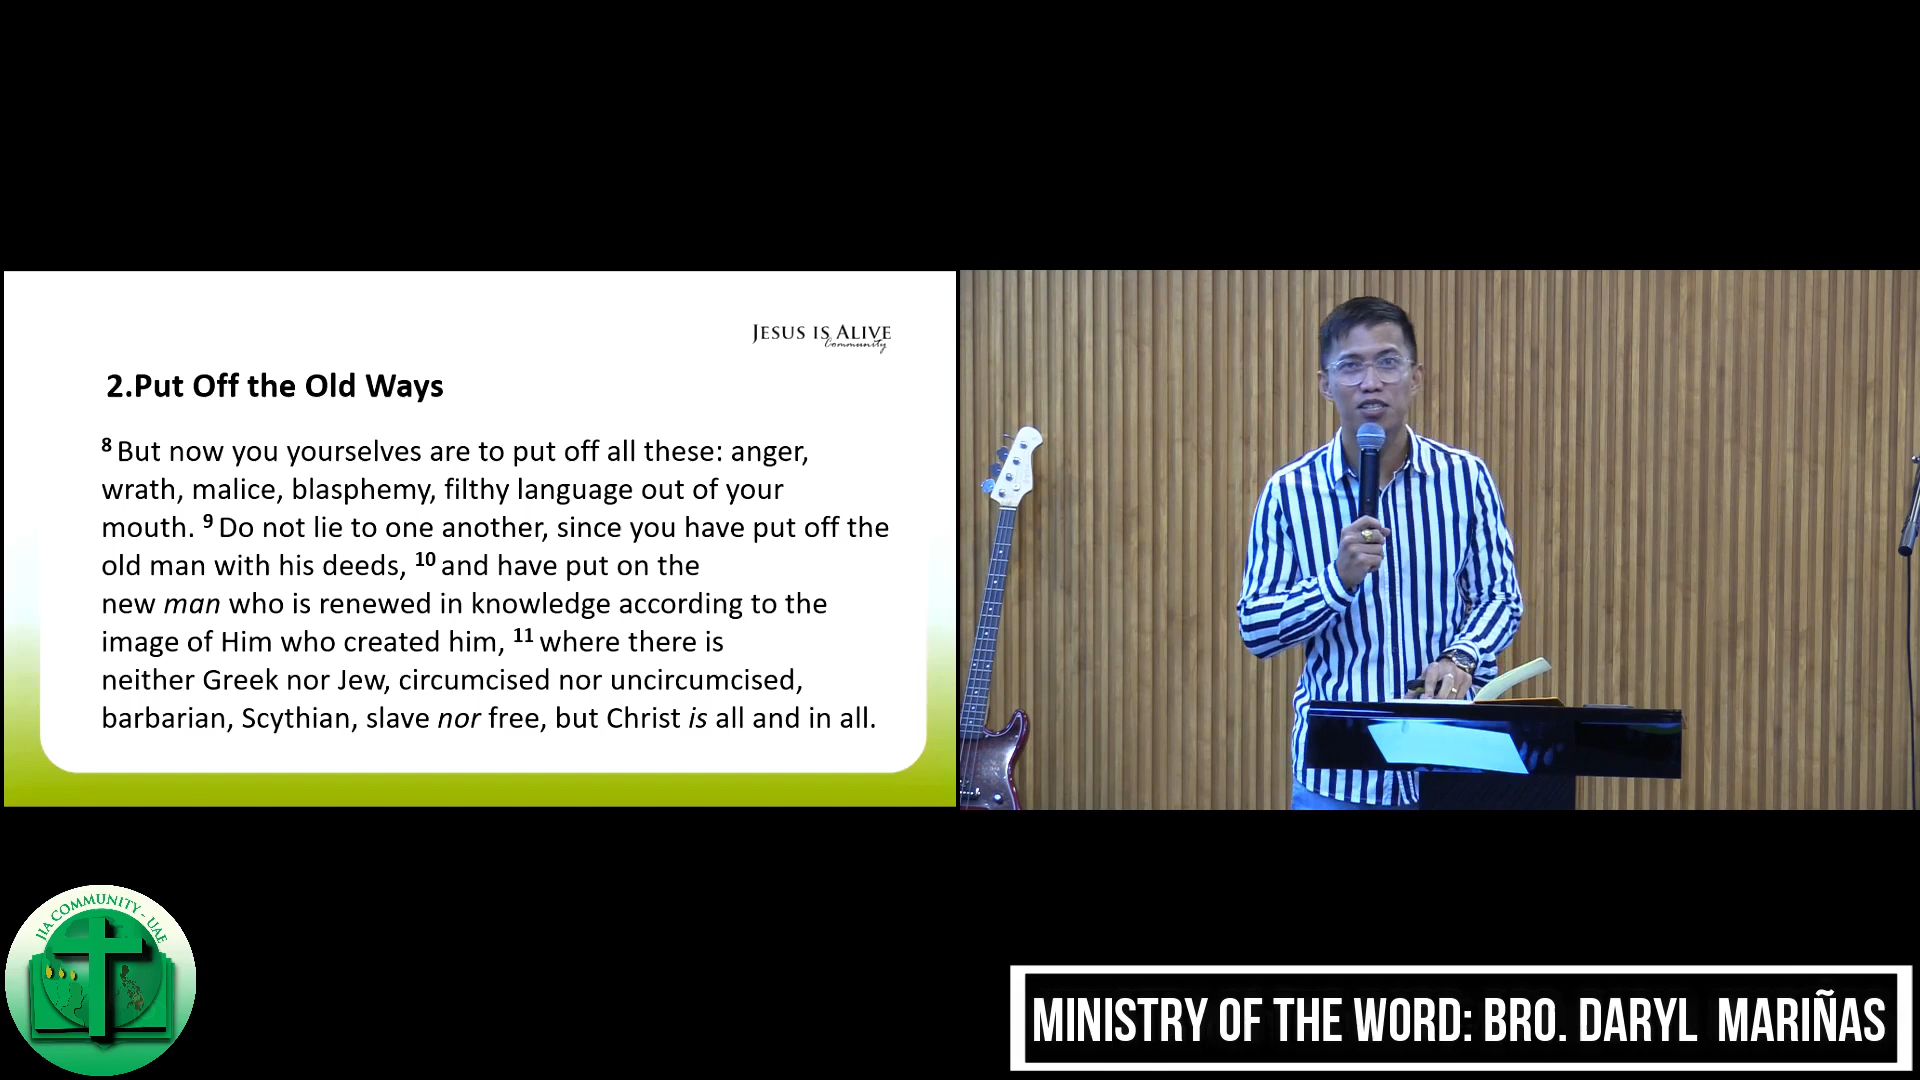 JESUS IS ALIVE
Community
2.Put Off the Old Ways
8 But now you yourselves are to put off all these: anger,
wrath, malice, blasphemy, filthy language out of your
mouth. 9 Do not lie to one another, since you have put off the
old man with his deeds, 10 and have put on the
new man who is renewed in knowledge according to the
image of Him who created him, 11 where there is
neither Greek nor Jew, circumcised nor uncircumcised,
barbarian, Scythian, slave nor free, but Christ is all and in all.
JIA COMMUNITY - UAE
MINISTRY OF THE WORD: BRO. DARYL MARIÑAS